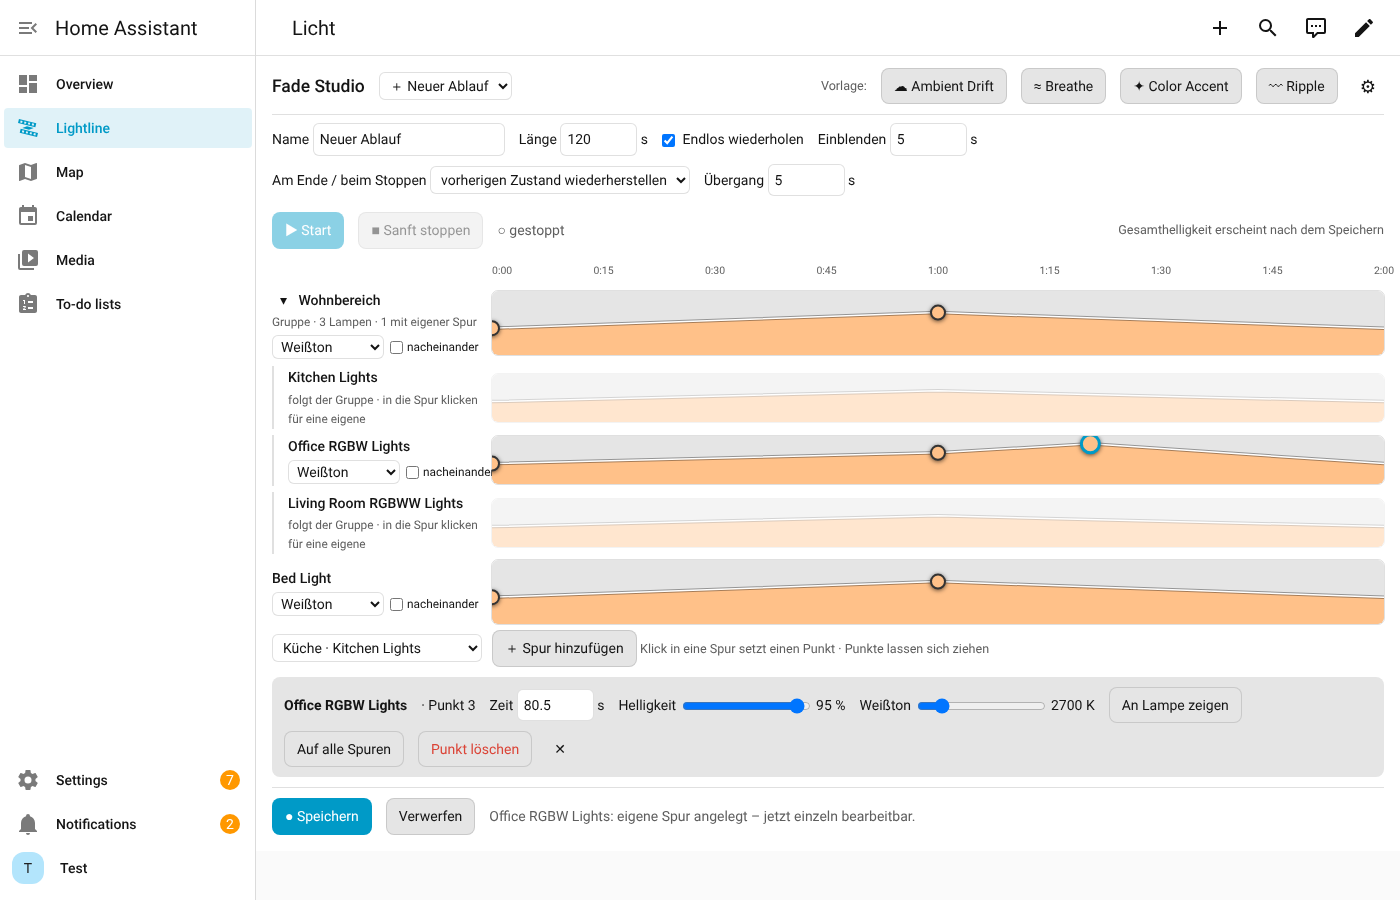 Home Assistant
Licht
Overview
Lightline
Map
Calendar
Media
To-do lists
Settings 7
Notifications 2
T Test
Fade Studio + Neuer Ablauf Vorlage: ☁ Ambient Drift ≈ Breathe ✦ Color Accent 〰 Ripple ⚙
Name Neuer Ablauf Länge 120 s Endlos wiederholen Einblenden 5 s
Am Ende / beim Stoppen vorherigen Zustand wiederherstellen Übergang 5 s
▶ Start ■ Sanft stoppen ○ gestoppt Gesamthelligkeit erscheint nach dem Speichern
0:00 0:15 0:30 0:45 1:00 1:15 1:30 1:45 2:00
▼ Wohnbereich
Gruppe · 3 Lampen · 1 mit eigener Spur
Weißton nacheinander
Kitchen Lights
folgt der Gruppe · in die Spur klicken
für eine eigene
Office RGBW Lights
Weißton nacheinander
Living Room RGBWW Lights
folgt der Gruppe · in die Spur klicken
für eine eigene
Bed Light
Weißton nacheinander
Küche · Kitchen Lights + Spur hinzufügen Klick in eine Spur setzt einen Punkt · Punkte lassen sich ziehen
Office RGBW Lights · Punkt 3 Zeit 80.5 s Helligkeit 95 % Weißton 2700 K An Lampe zeigen
Auf alle Spuren Punkt löschen ✕
● Speichern Verwerfen Office RGBW Lights: eigene Spur angelegt – jetzt einzeln bearbeitbar.